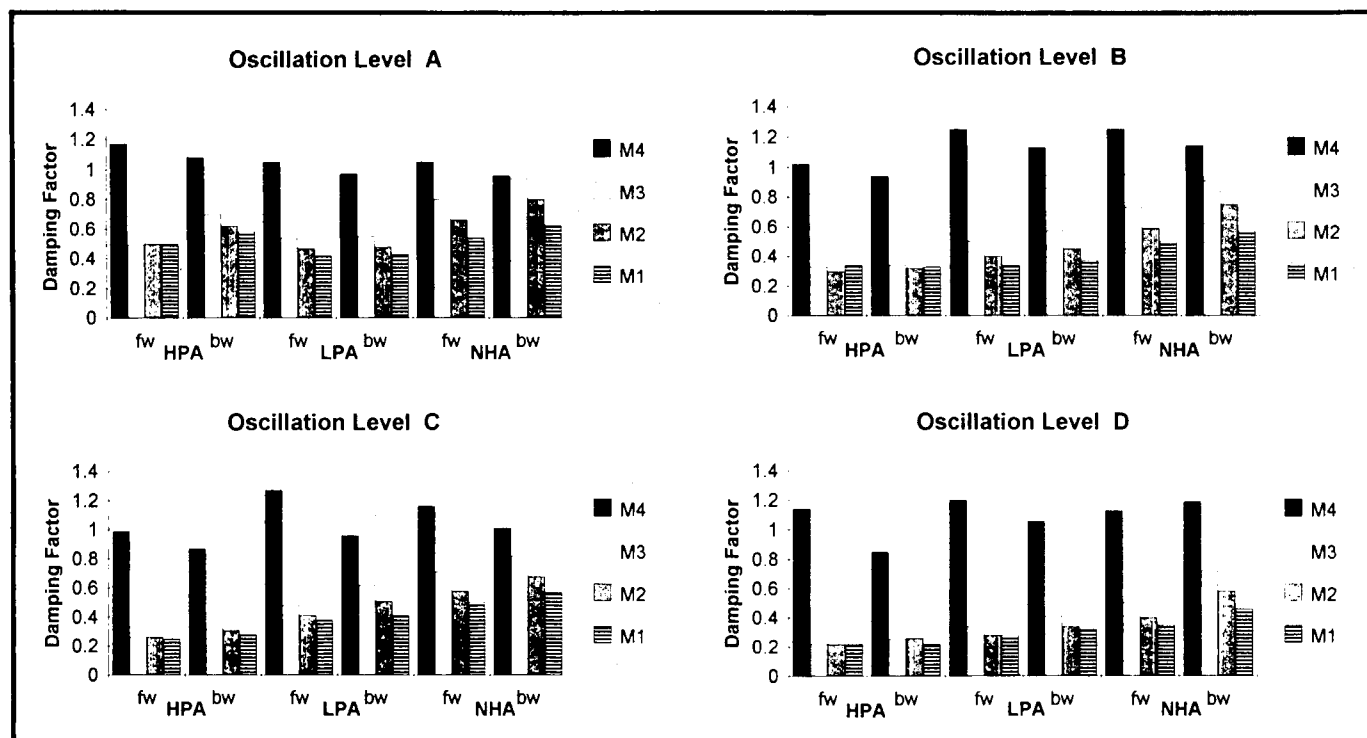 Oscillation Level A
Damping Factor
1.4
1.2
1
0.8
0.6
0.4
0.2
0
fw HPA bw fw LPA bw fw NHA bw
M4
M3
M2
M1
Oscillation Level B
Damping Factor
1.4
1.2
1
0.8
0.6
0.4
0.2
0
fw HPA bw fw LPA bw fw NHA bw
M4
M3
M2
M1
Oscillation Level C
Damping Factor
1.4
1.2
1
0.8
0.6
0.4
0.2
0
fw HPA bw fw LPA bw fw NHA bw
M4
M3
M2
M1
Oscillation Level D
Damping Factor
1.4
1.2
1
0.8
0.6
0.4
0.2
0
fw HPA bw fw LPA bw fw NHA bw
M4
M3
M2
M1